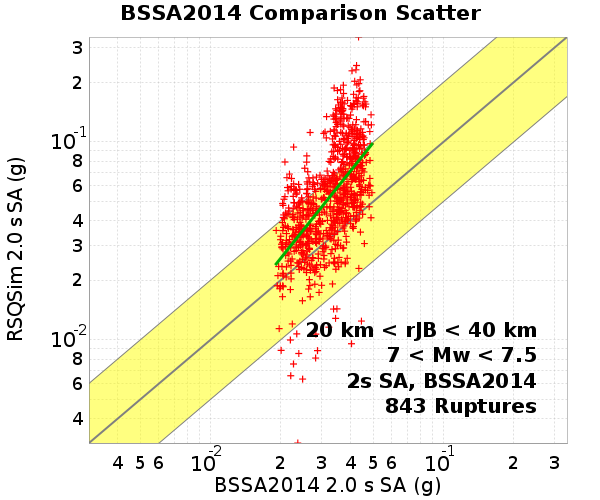 BSSA2014 Comparison Scatter
RSQSim 2.0 s SA (g)
3
2
10^-1
8
6
4
3
2
10^-2
8
6
4
20 km < rJB < 40 km
7 < Mw < 7.5
2s SA, BSSA2014
843 Ruptures
4 5 6 10^-2 2 3 4 5 6 10^-1 2 3
BSSA2014 2.0 s SA (g)